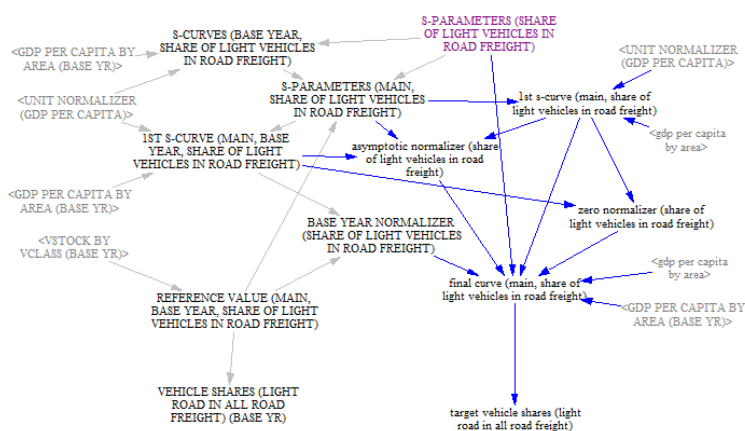 S-PARAMETERS (SHARE
OF LIGHT VEHICLES IN
ROAD FREIGHT)
S-CURVES (BASE YEAR,
SHARE OF LIGHT VEHICLES
IN ROAD FREIGHT)
<GDP PER CAPITA BY
AREA (BASE YR)>
<UNIT NORMALIZER
(GDP PER CAPITA)>
S-PARAMETERS (MAIN,
SHARE OF LIGHT VEHICLES
IN ROAD FREIGHT)
<UNIT NORMALIZER
(GDP PER CAPITA)>
1st s-curve (main, share of
light vehicles in road freight)
<gdp per capita
by area>
1ST S-CURVE (MAIN, BASE
YEAR, SHARE OF LIGHT
VEHICLES IN ROAD FREIGHT)
asymptotic normalizer (share
of light vehicles in road
freight)
<GDP PER CAPITA BY
AREA (BASE YR)>
zero normalizer (share of
light vehicles in road freight)
BASE YEAR NORMALIZER
(SHARE OF LIGHT VEHICLES
IN ROAD FREIGHT)
<VSTOCK BY
VCLASS (BASE YR)>
<gdp per capita
by area>
final curve (main, share of
light vehicles in road freight)
REFERENCE VALUE (MAIN,
BASE YEAR, SHARE OF LIGHT
VEHICLES IN ROAD FREIGHT)
<GDP PER CAPITA BY
AREA (BASE YR)>
VEHICLE SHARES (LIGHT
ROAD IN ALL ROAD
FREIGHT) (BASE YR)
target vehicle shares (light
road in all road freight)